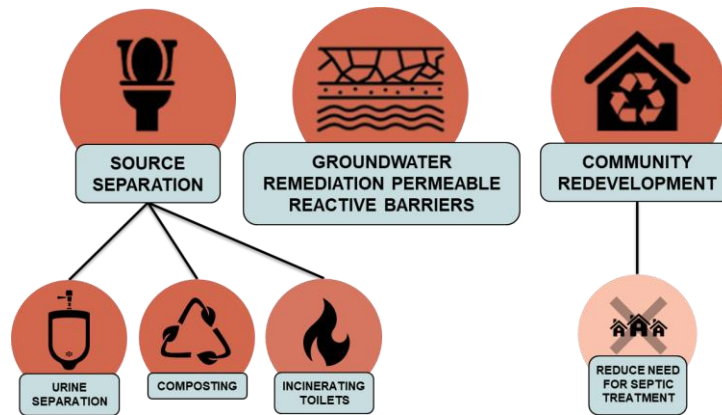 SOURCE
SEPARATION
GROUNDWATER
REMEDIATION PERMEABLE
REACTIVE BARRIERS
COMMUNITY
REDEVELOPMENT
URINE
SEPARATION
COMPOSTING
INCINERATING
TOILETS
REDUCE NEED
FOR SEPTIC
TREATMENT